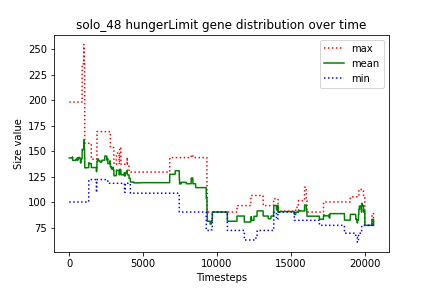 solo_48 hungerLimit gene distribution over time
max
mean
min
Size value
250
225
200
175
150
125
100
75
0
5000
10000
15000
20000
Timesteps